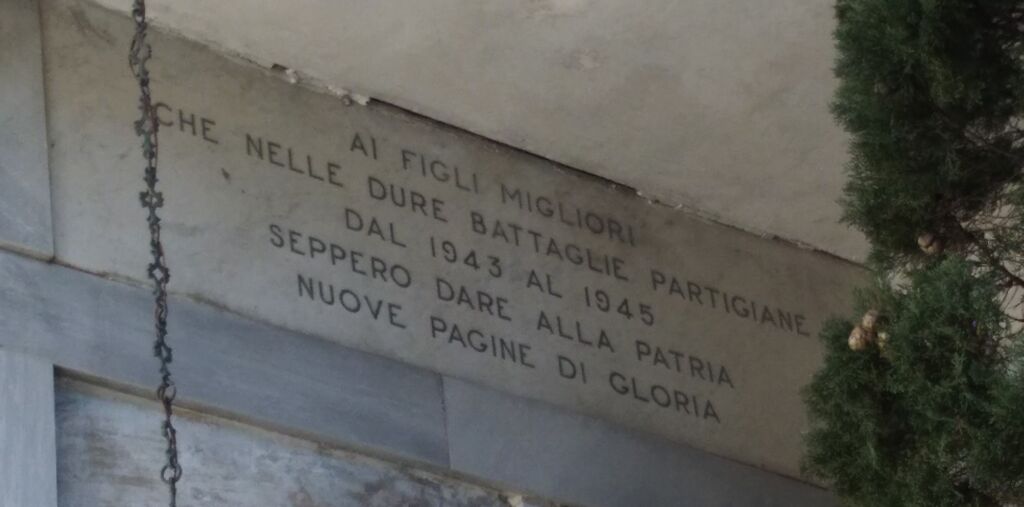 AI FIGLI MIGLIORI
CHE NELLE DURE BATTAGLIE PARTIGIANE
DAL 1943 AL 1945
SEPPERO DARE ALLA PATRIA
NUOVE PAGINE DI GLORIA